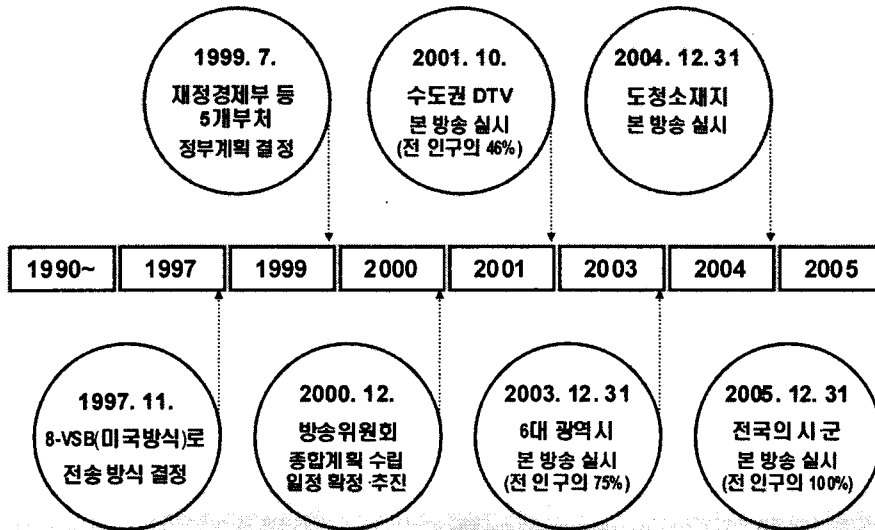 1999. 7.
재정경제부 등
5개부처
정부계획 결정
2001. 10.
수도권 DTV
본 방송 실시
(전 인구의 46%)
2004. 12. 31
도청소재지
본 방송 실시
1990~
1997
1999
2000
2001
2003
2004
2005
1997. 11.
8-VSB(미국방식)로
전송 방식 결정
2000. 12.
방송위원회
종합계획 수립
일정 확정·추진
2003. 12. 31
6대 광역시
본 방송 실시
(전 인구의 75%)
2005. 12. 31
전국의 시·군
본 방송 실시
(전 인구의 100%)